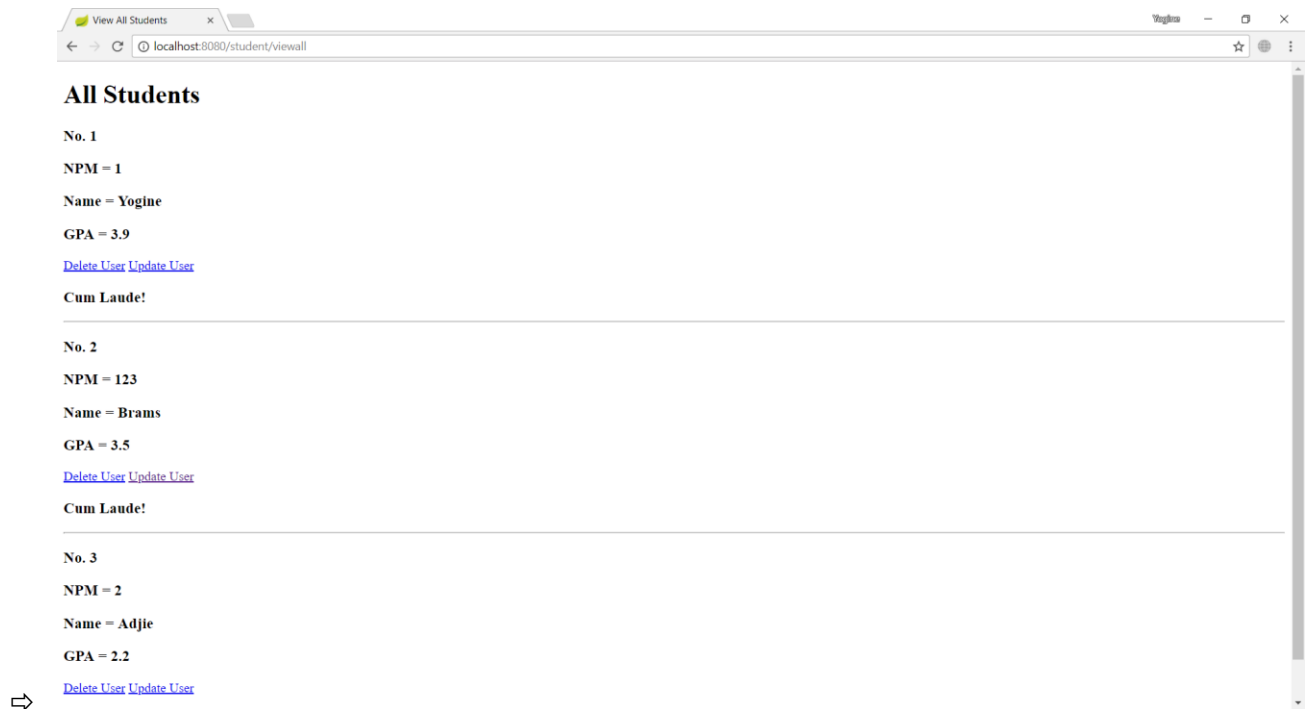 View All Students
Yogine
localhost:8080/student/viewall
All Students
No. 1
NPM = 1
Name = Yogine
GPA = 3.9
Delete User Update User
Cum Laude!
No. 2
NPM = 123
Name = Brams
GPA = 3.5
Delete User Update User
Cum Laude!
No. 3
NPM = 2
Name = Adjie
GPA = 2.2
Delete User Update User